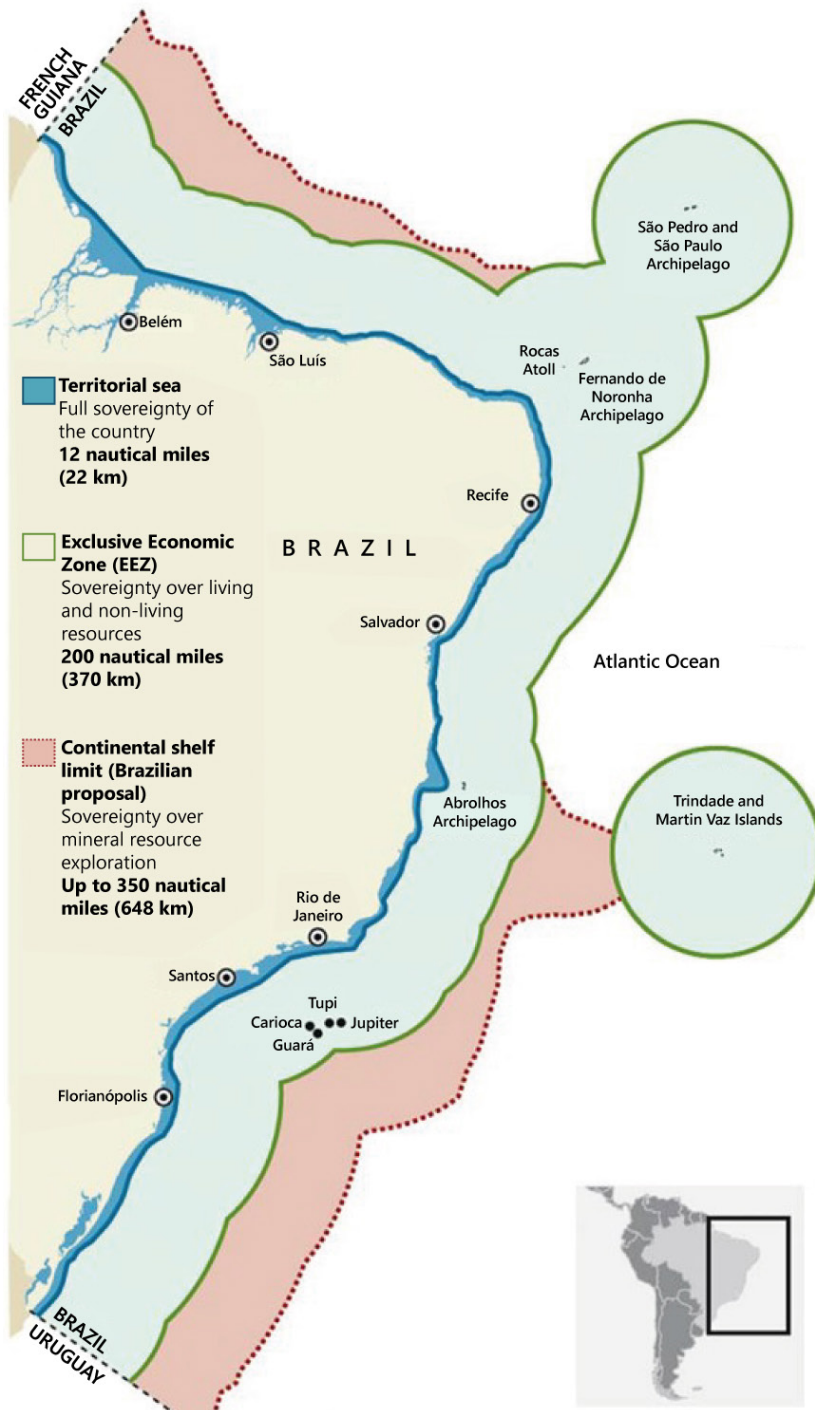 FRENCH
GUIANA
BRAZIL
São Pedro and
São Paulo
Archipelago
Belém
São Luís
Rocas
Atoll
Fernando de
Noronha
Archipelago
Territorial sea
Full sovereignty of
the country
12 nautical miles
(22 km)
Recife
Exclusive Economic
Zone (EEZ)
Sovereignty over living
and non-living
resources
200 nautical miles
(370 km)
BRAZIL
Salvador
Atlantic Ocean
Continental shelf
limit (Brazilian
proposal)
Sovereignty over
mineral resource
exploration
Up to 350 nautical
miles (648 km)
Abrolhos
Archipelago
Trindade and
Martin Vaz Islands
Rio de
Janeiro
Santos
Tupi
Carioca
Jupiter
Guará
Florianópolis
BRAZIL
URUGUAY